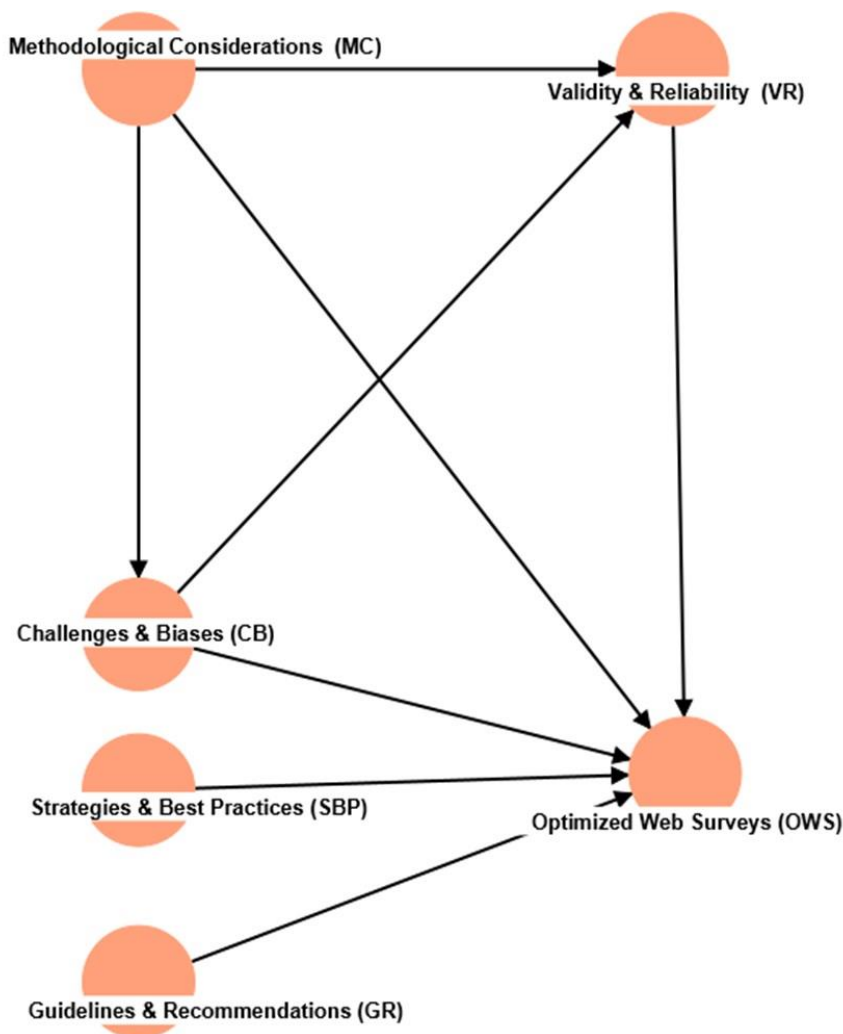 Methodological Considerations (MC)
Validity & Reliability (VR)
Challenges & Biases (CB)
Strategies & Best Practices (SBP)
Optimized Web Surveys (OWS)
Guidelines & Recommendations (GR)